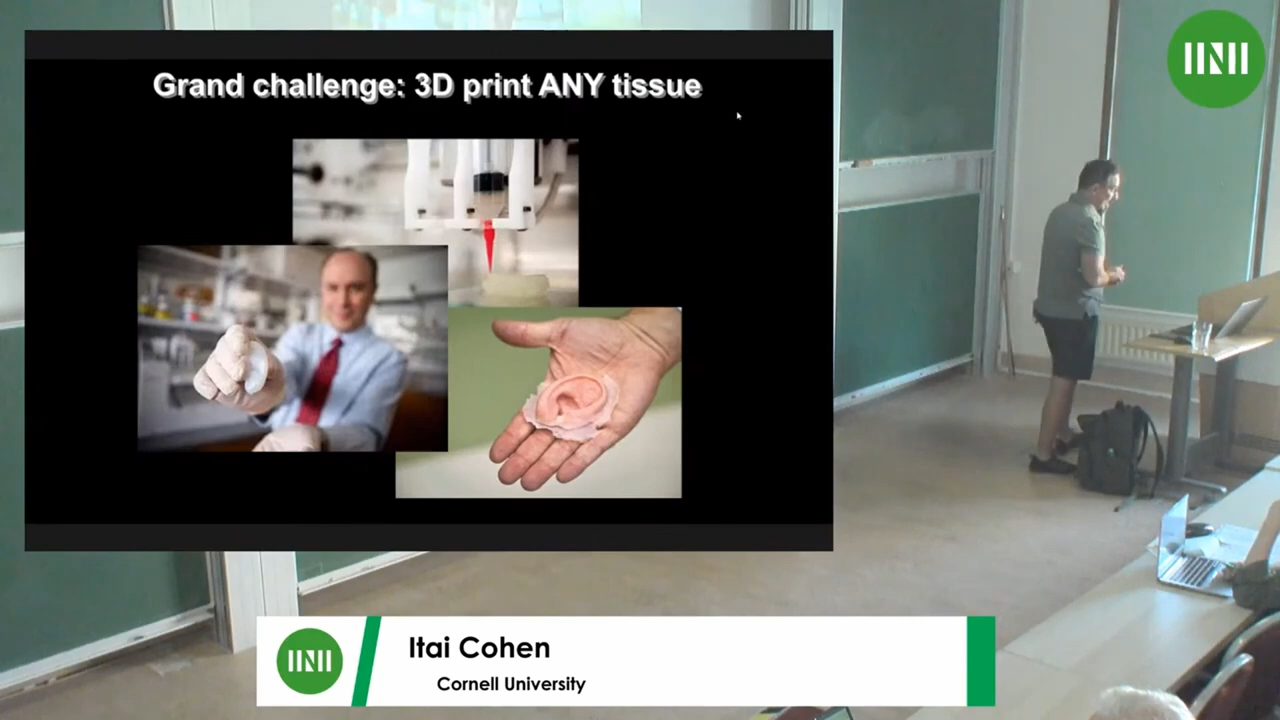 Grand challenge: 3D print ANY tissue
Itai Cohen
Cornell University